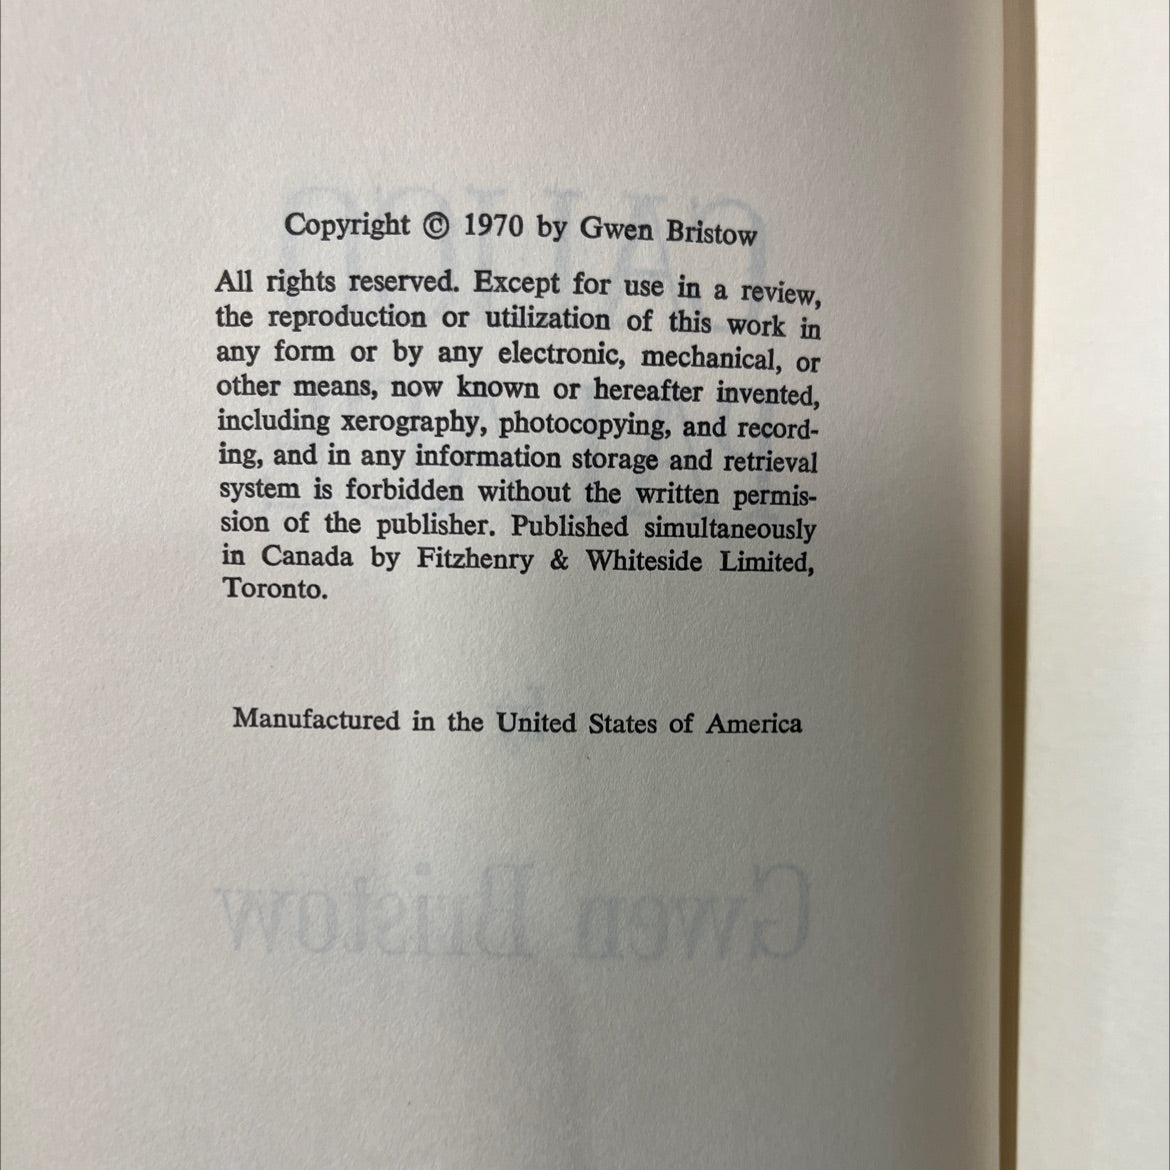 Copyright © 1970 by Gwen Bristow
All rights reserved. Except for use in a review,
the reproduction or utilization of this work in
any form or by any electronic, mechanical, or
other means, now known or hereafter invented,
including xerography, photocopying, and record-
ing, and in any information storage and retrieval
system is forbidden without the written permis-
sion of the publisher. Published simultaneously
in Canada by Fitzhenry & Whiteside Limited,
Toronto.
Manufactured in the United States of America
Gwen Bristow